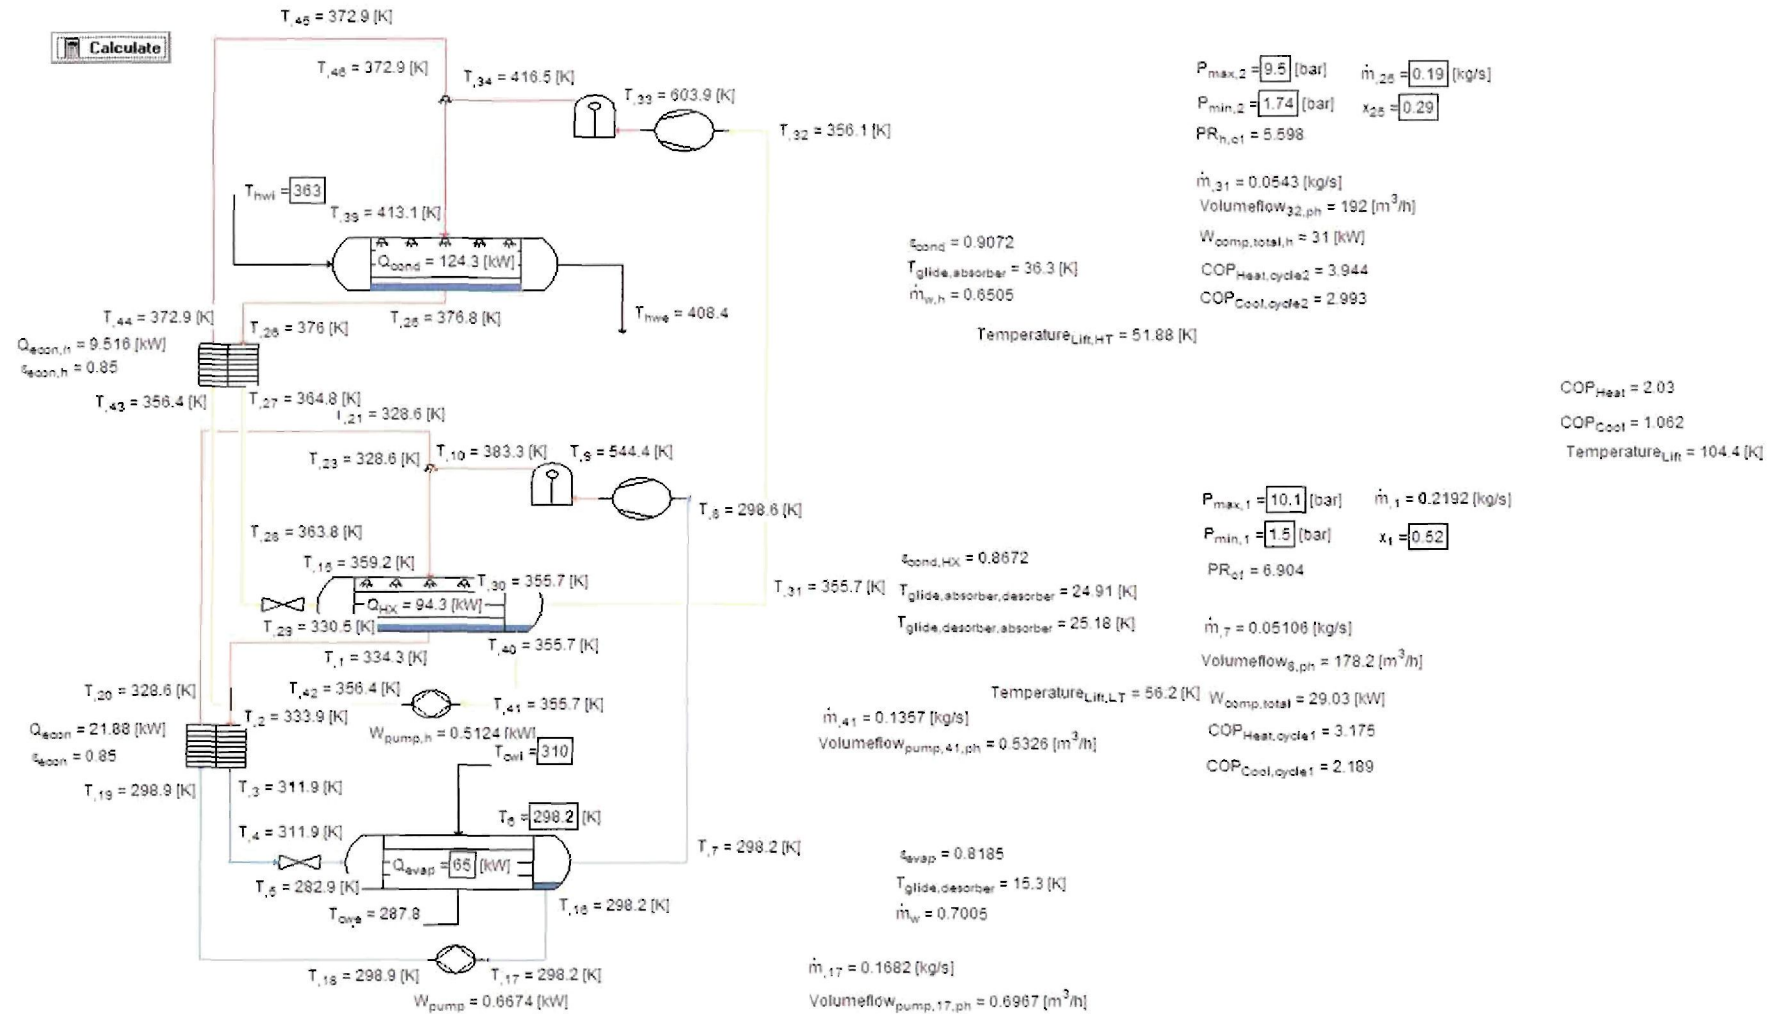 T,45 = 372.9 [K]
Calculate
T,46 = 372.9 [K]
T,34 = 416.5 [K]
T,33 = 603.9 [K]
T,32 = 356.1 [K]
Pmax,2 = 9.5 [bar]
ṁ,25 = 0.19 [kg/s]
Pmin,2 = 1.74 [bar]
x25 = 0.29
PRh,c1 = 5.598
Thwi = 363
T,39 = 413.1 [K]
Qcond = 124.3 [kW]
T,25 = 376.8 [K]
Thwe = 408.4
εcond = 0.9072
Tglide,absorber = 36.3 [K]
ṁw,h = 0.6505
TemperatureLift,HT = 51.88 [K]
ṁ,31 = 0.0543 [kg/s]
Volumeflow32,ph = 192 [m3/h]
Wcomp,total,h = 31 [kW]
COPHeat,cycle2 = 3.944
COPCool,cycle2 = 2.993
T,44 = 372.9 [K]
T,26 = 376 [K]
Qecon,h = 9.516 [kW]
εecon,h = 0.85
T,43 = 356.4 [K]
T,27 = 364.8 [K]
T,21 = 328.6 [K]
COPHeat = 2.03
COPCool = 1.062
TemperatureLift = 104.4 [K]
T,23 = 328.6 [K]
T,10 = 383.3 [K]
T,9 = 544.4 [K]
T,8 = 298.6 [K]
T,28 = 363.8 [K]
T,15 = 359.2 [K]
T,30 = 355.7 [K]
QHX = 94.3 [kW]
T,31 = 355.7 [K]
T,29 = 330.5 [K]
T,1 = 334.3 [K]
T,40 = 355.7 [K]
εcond,HX = 0.8672
Tglide,absorber,desorber = 24.91 [K]
Tglide,desorber,absorber = 25.18 [K]
Pmax,1 = 10.1 [bar]
ṁ,1 = 0.2192 [kg/s]
Pmin,1 = 1.5 [bar]
x1 = 0.52
PRc1 = 6.904
ṁ,7 = 0.05106 [kg/s]
Volumeflow8,ph = 178.2 [m3/h]
TemperatureLift,LT = 56.2 [K]
Wcomp,total = 29.03 [kW]
COPHeat,cycle1 = 3.175
COPCool,cycle1 = 2.189
T,20 = 328.6 [K]
T,42 = 356.4 [K]
T,41 = 355.7 [K]
T,2 = 333.9 [K]
Wpump,h = 0.5124 [kW]
ṁ,41 = 0.1357 [kg/s]
Volumeflowpump,41,ph = 0.5326 [m3/h]
Qecon = 21.88 [kW]
εecon = 0.85
Tcwi = 310
T,19 = 298.9 [K]
T,3 = 311.9 [K]
T6 = 298.2 [K]
T,4 = 311.9 [K]
T,7 = 298.2 [K]
Qevap = 65 [kW]
T,5 = 282.9 [K]
Tcwe = 287.8
T,16 = 298.2 [K]
εevap = 0.8185
Tglide,desorber = 15.3 [K]
ṁw = 0.7005
T,18 = 298.9 [K]
T,17 = 298.2 [K]
Wpump = 0.6674 [kW]
ṁ,17 = 0.1682 [kg/s]
Volumeflowpump,17,ph = 0.6967 [m3/h]